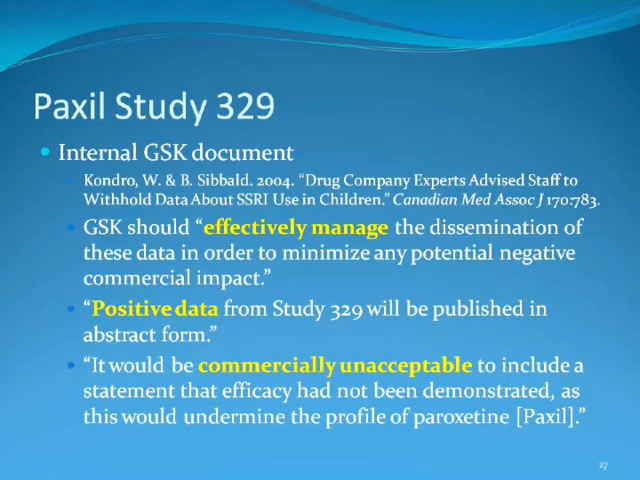 Paxil Study 329
• Internal GSK document
• Kondro, W. & B. Sibbald. 2004. “Drug Company Experts Advised Staff to
Withhold Data About SSRI Use in Children.” Canadian Med Assoc J 170:783.
• GSK should “effectively manage the dissemination of
these data in order to minimize any potential negative
commercial impact.”
• “Positive data from Study 329 will be published in
abstract form.”
• “It would be commercially unacceptable to include a
statement that efficacy had not been demonstrated, as
this would undermine the profile of paroxetine [Paxil].”
17